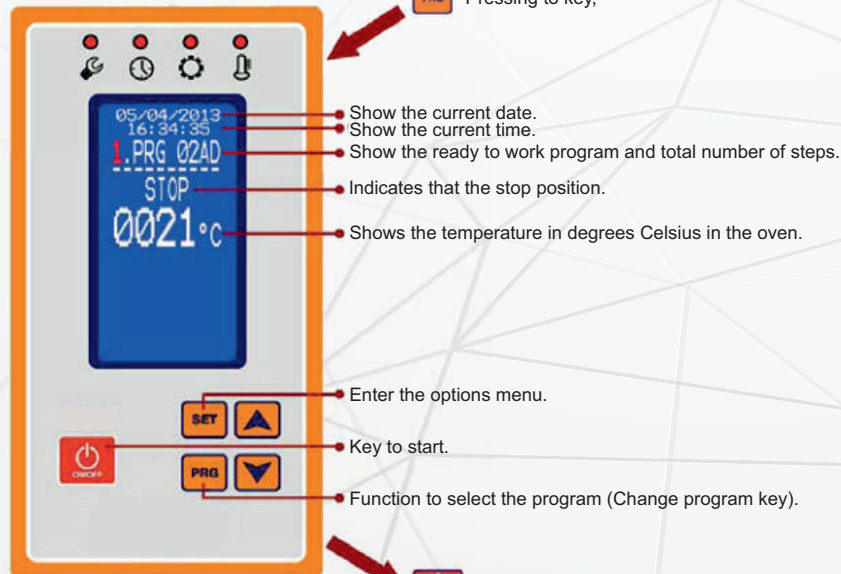 PRG Pressing to key,
05/04/2013 Show the current date.
16:34:35 Show the current time.
1.PRG 02AD Show the ready to work program and total number of steps.
STOP Indicates that the stop position.
0021°C Shows the temperature in degrees Celsius in the oven.
Enter the options menu.
SET
ON/OFF Key to start.
PRG Function to select the program (Change program key).